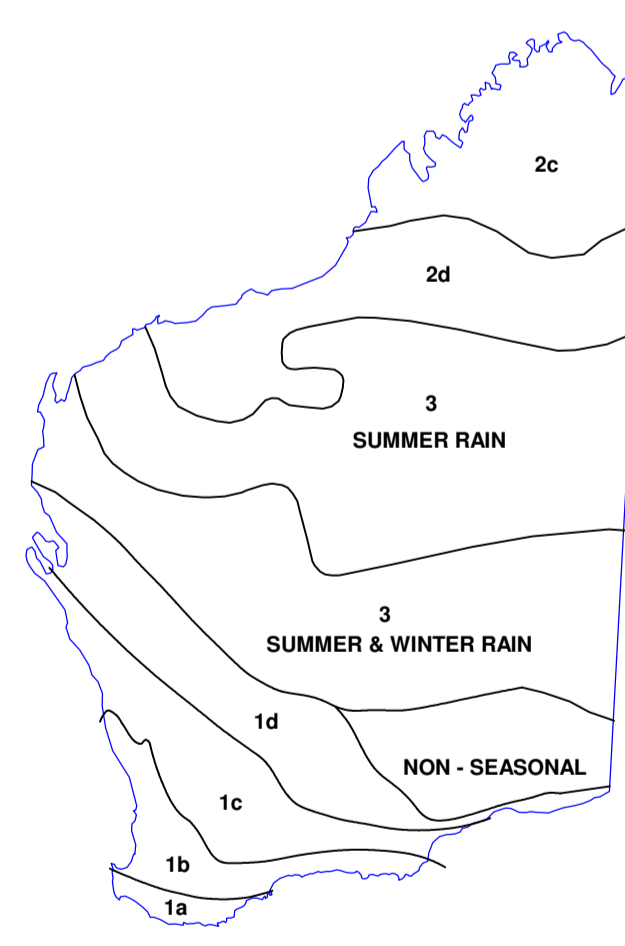 2c
2d
3
SUMMER RAIN
3
SUMMER & WINTER RAIN
1d
NON - SEASONAL
1c
1b
1a